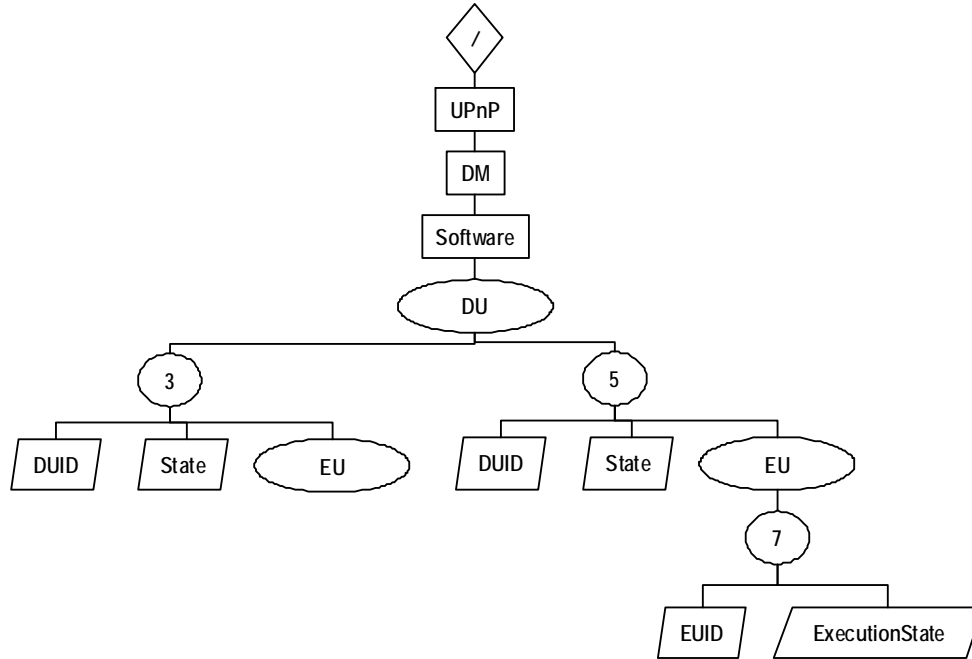 /
UPnP
DM
Software
DU
3
5
DUID
State
EU
DUID
State
EU
7
EUID
ExecutionState